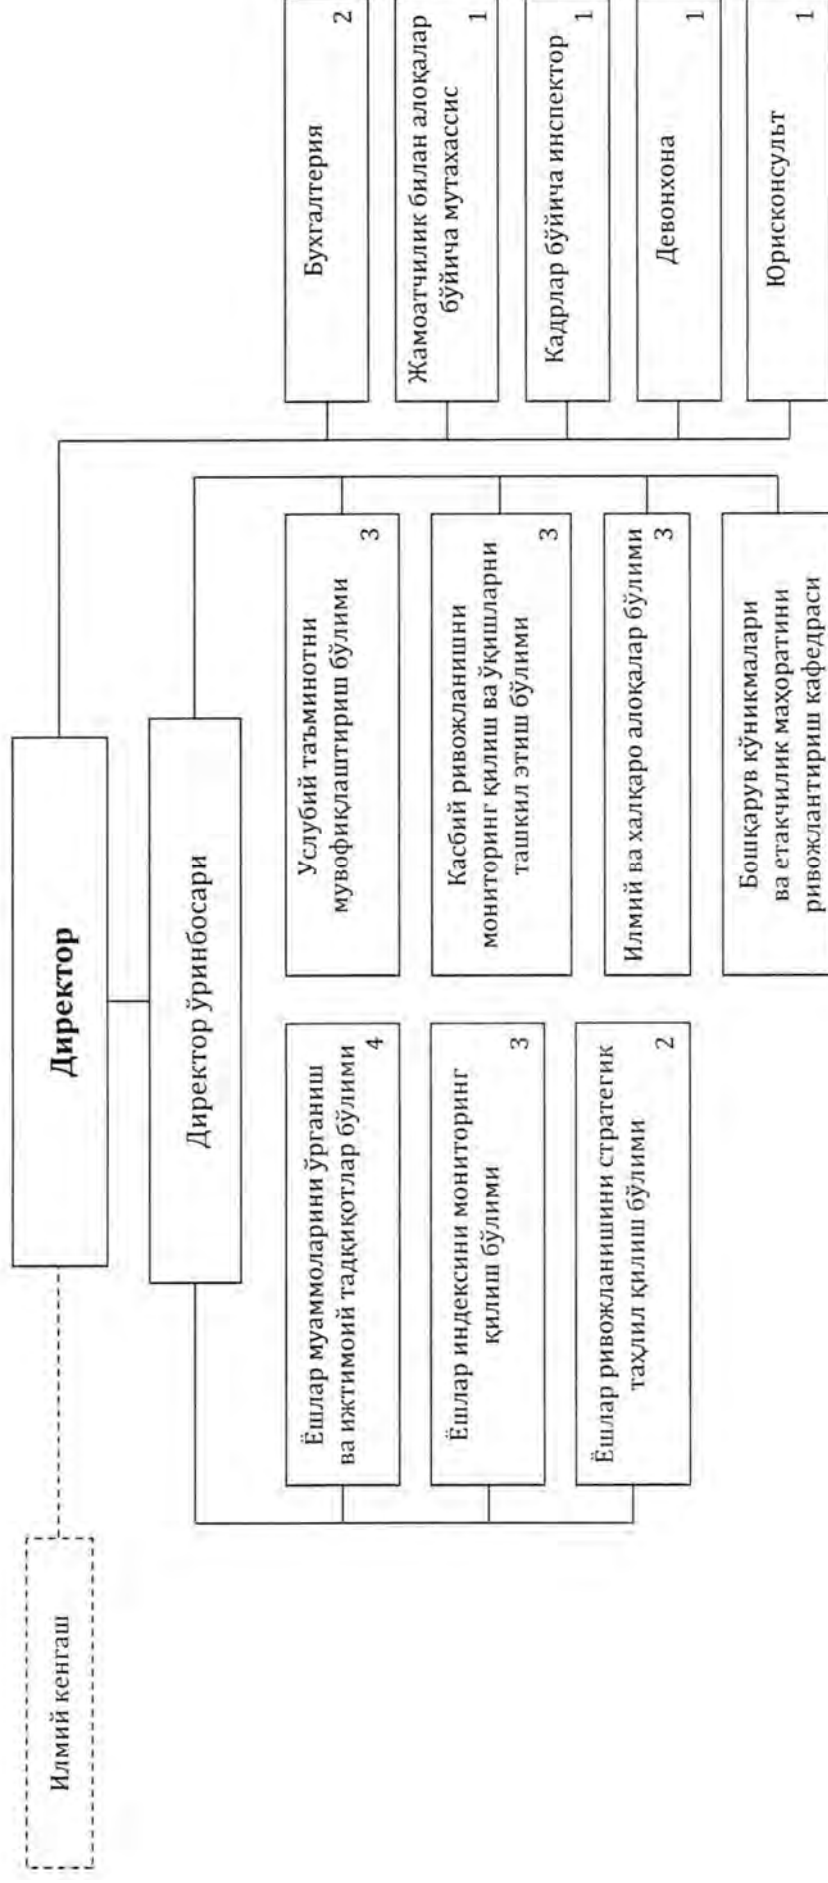 Илмий кенгаш
Директор
Директор ўринбосари
Ёшлар муаммоларини ўрганиш
ва ижтимоий тадқиқотлар бўлими
4
Ёшлар индексини мониторинг
қилиш бўлими
3
Ёшлар ривожланишини стратегик
таҳлил қилиш бўлими
2
Услубий таъминотни
мувофиқлаштириш бўлими
3
Касбий ривожланишни
мониторинг қилиш ва ўқишларни
ташкил этиш бўлими
3
Илмий ва халқаро алоқалар бўлими
3
Бошқарув кўникмалари
ва етакчилик маҳоратини
ривожлантириш кафедраси
Бухгалтерия
2
Жамоатчилик билан алоқалар
бўйича мутахассис
1
Кадрлар бўйича инспектор
1
Девонхона
1
Юрисконсульт
1